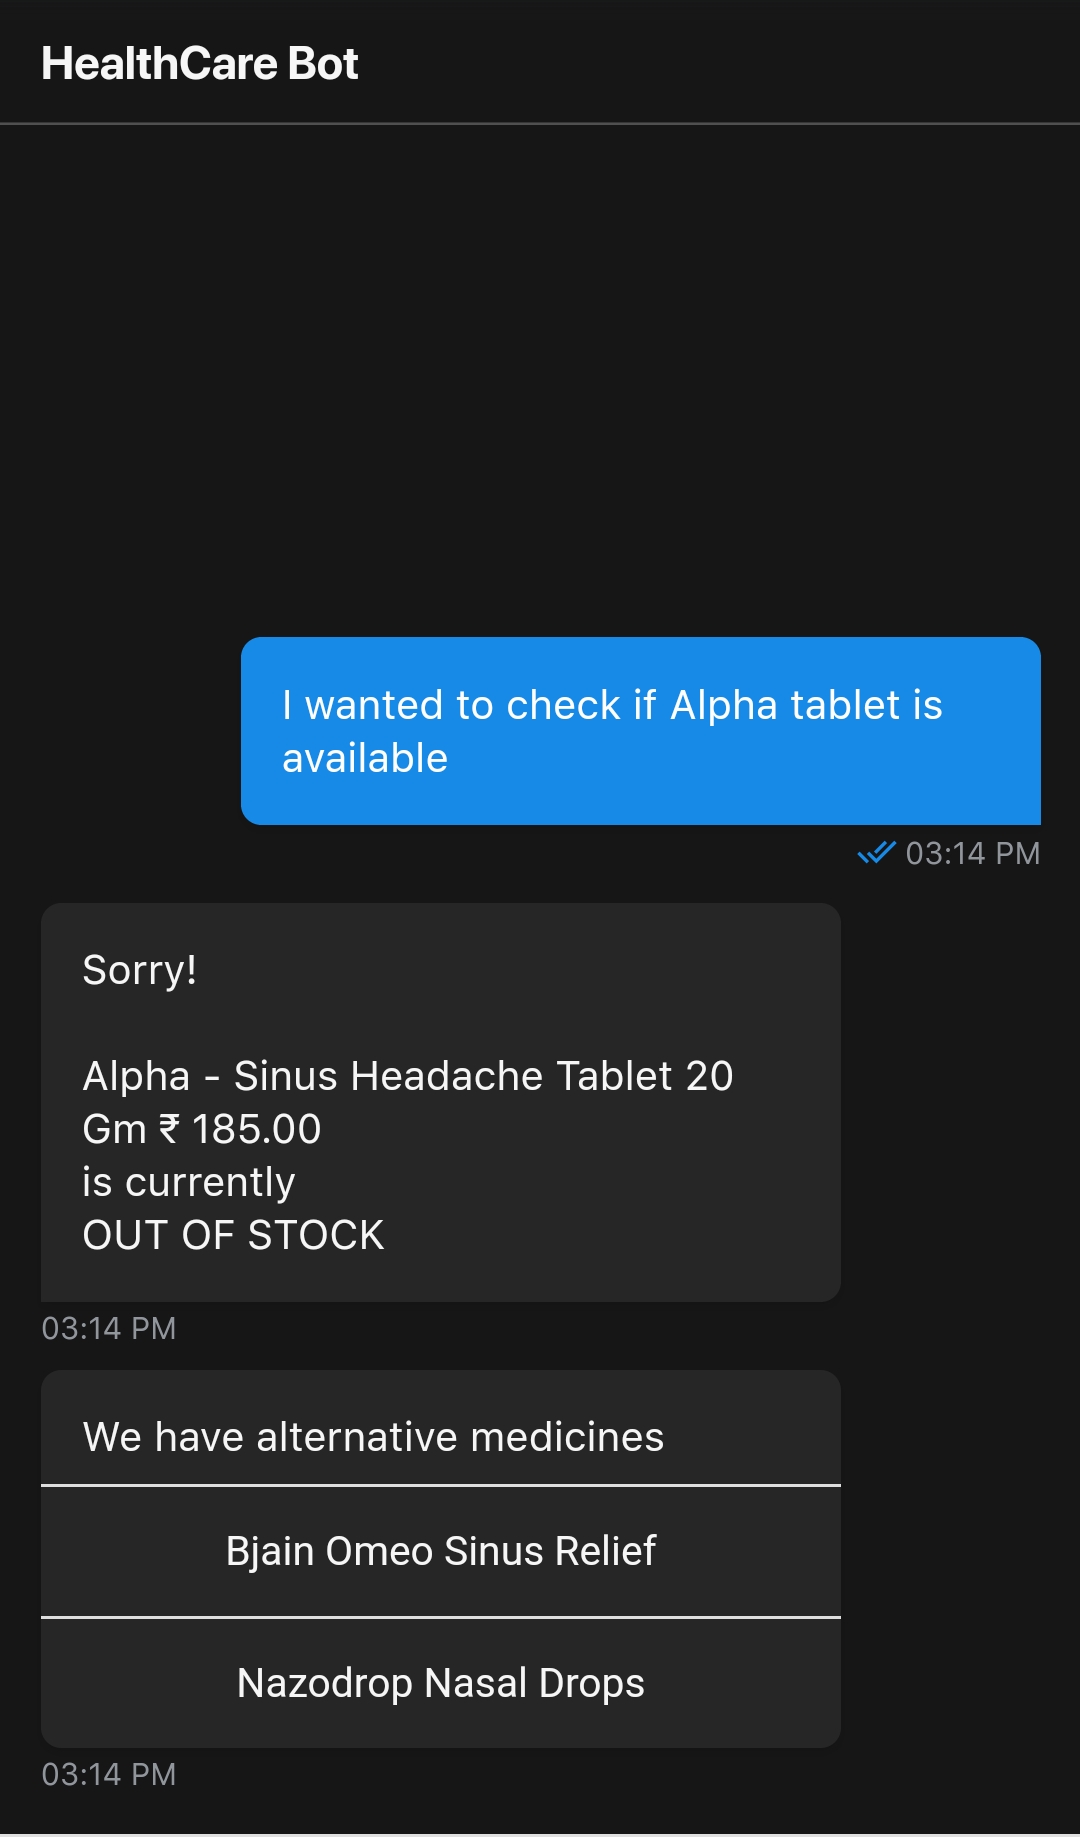 HealthCare Bot
I wanted to check if Alpha tablet is
available
03:14 PM
Sorry!
Alpha - Sinus Headache Tablet 20
Gm ₹ 185.00
is currently
OUT OF STOCK
03:14 PM
We have alternative medicines
Bjain Omeo Sinus Relief
Nazodrop Nasal Drops
03:14 PM